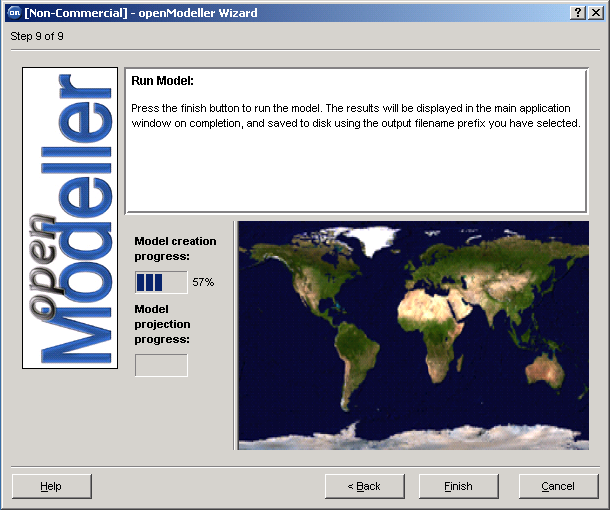 [Non-Commercial] - openModeller Wizard
Step 9 of 9
open
Modeller
Run Model:
Press the finish button to run the model. The results will be displayed in the main application
window on completion, and saved to disk using the output filename prefix you have selected.
Model creation
progress:
57%
Model
projection
progress:
Help
< Back
Finish
Cancel